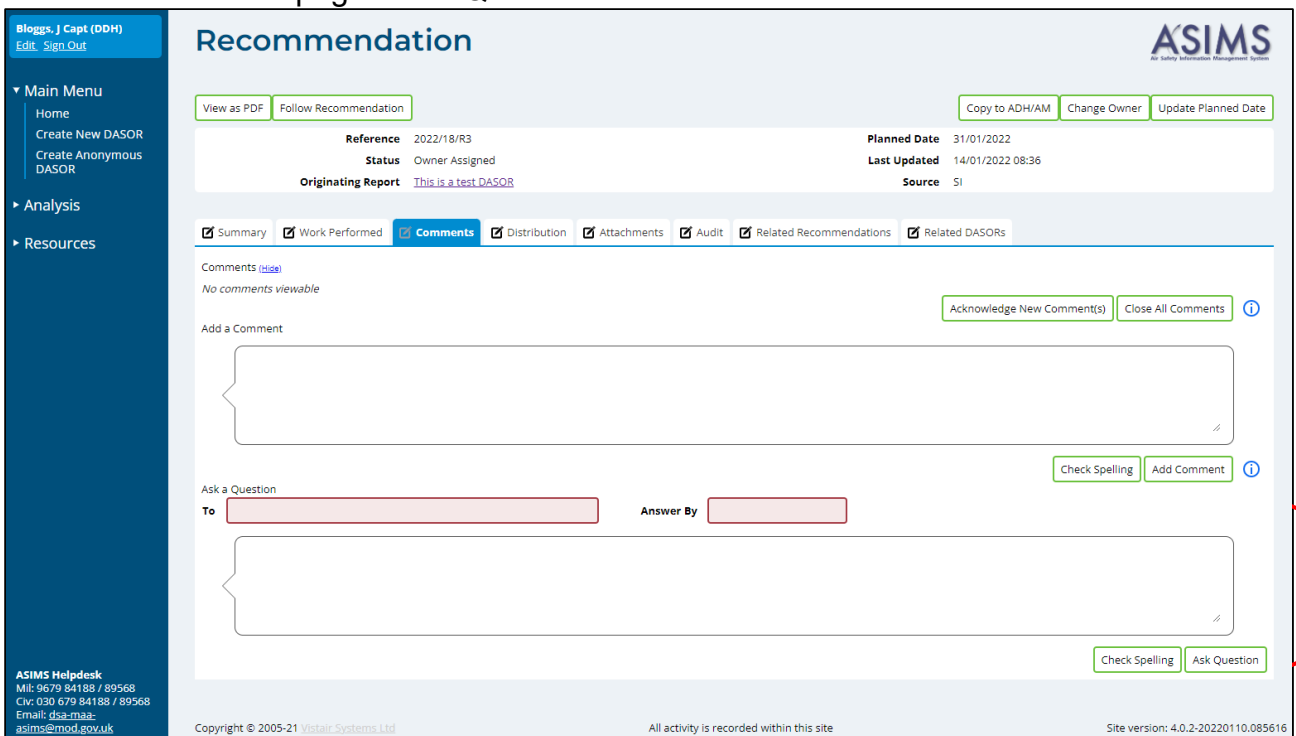 Bloggs, J Capt (DDH)
Edit Sign Out
Main Menu
Home
Create New DASOR
Create Anonymous
DASOR
Analysis
Resources
ASIMS Helpdesk
Mil: 9679 84188 / 89568
Civ: 030 679 84188 / 89568
Email: dsa-maa-
asims@mod.gov.uk
Recommendation
ASIMS
Air Safety Information Management System
View as PDF Follow Recommendation Copy to ADH/AM Change Owner Update Planned Date
Reference 2022/18/R3 Planned Date 31/01/2022
Status Owner Assigned Last Updated 14/01/2022 08:36
Originating Report This is a test DASOR Source SI
Summary Work Performed Comments Distribution Attachments Audit Related Recommendations Related DASORs
Comments (Hide)
No comments viewable
Acknowledge New Comment(s) Close All Comments
Add a Comment
Check Spelling Add Comment
Ask a Question
To Answer By
Check Spelling Ask Question
Copyright © 2005-21 Vistair Systems Ltd All activity is recorded within this site Site version: 4.0.2-20220110.085616